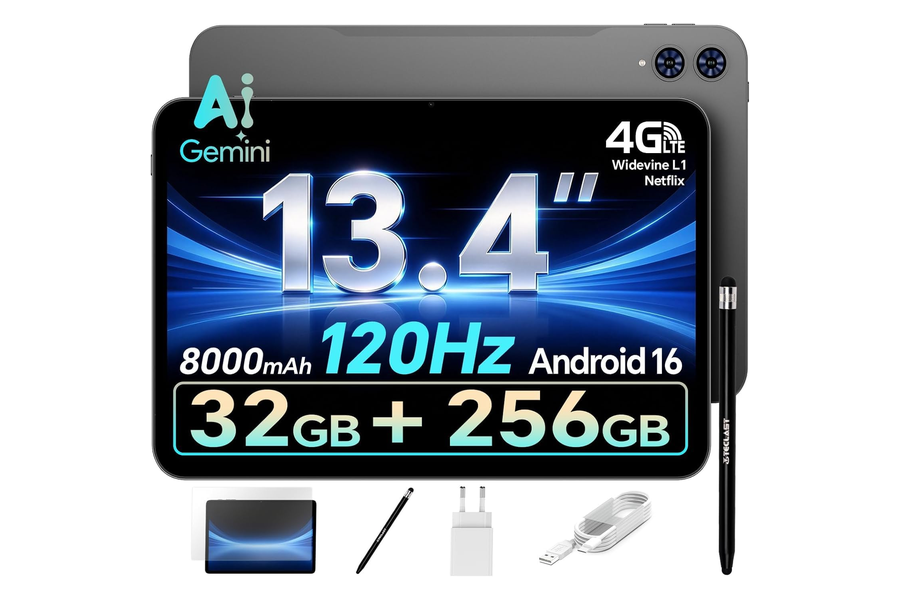 Ai
Gemini
4G LTE
Widevine L1
Netflix
13.4"
8000mAh 120Hz Android 16
32GB + 256GB
TECLAST